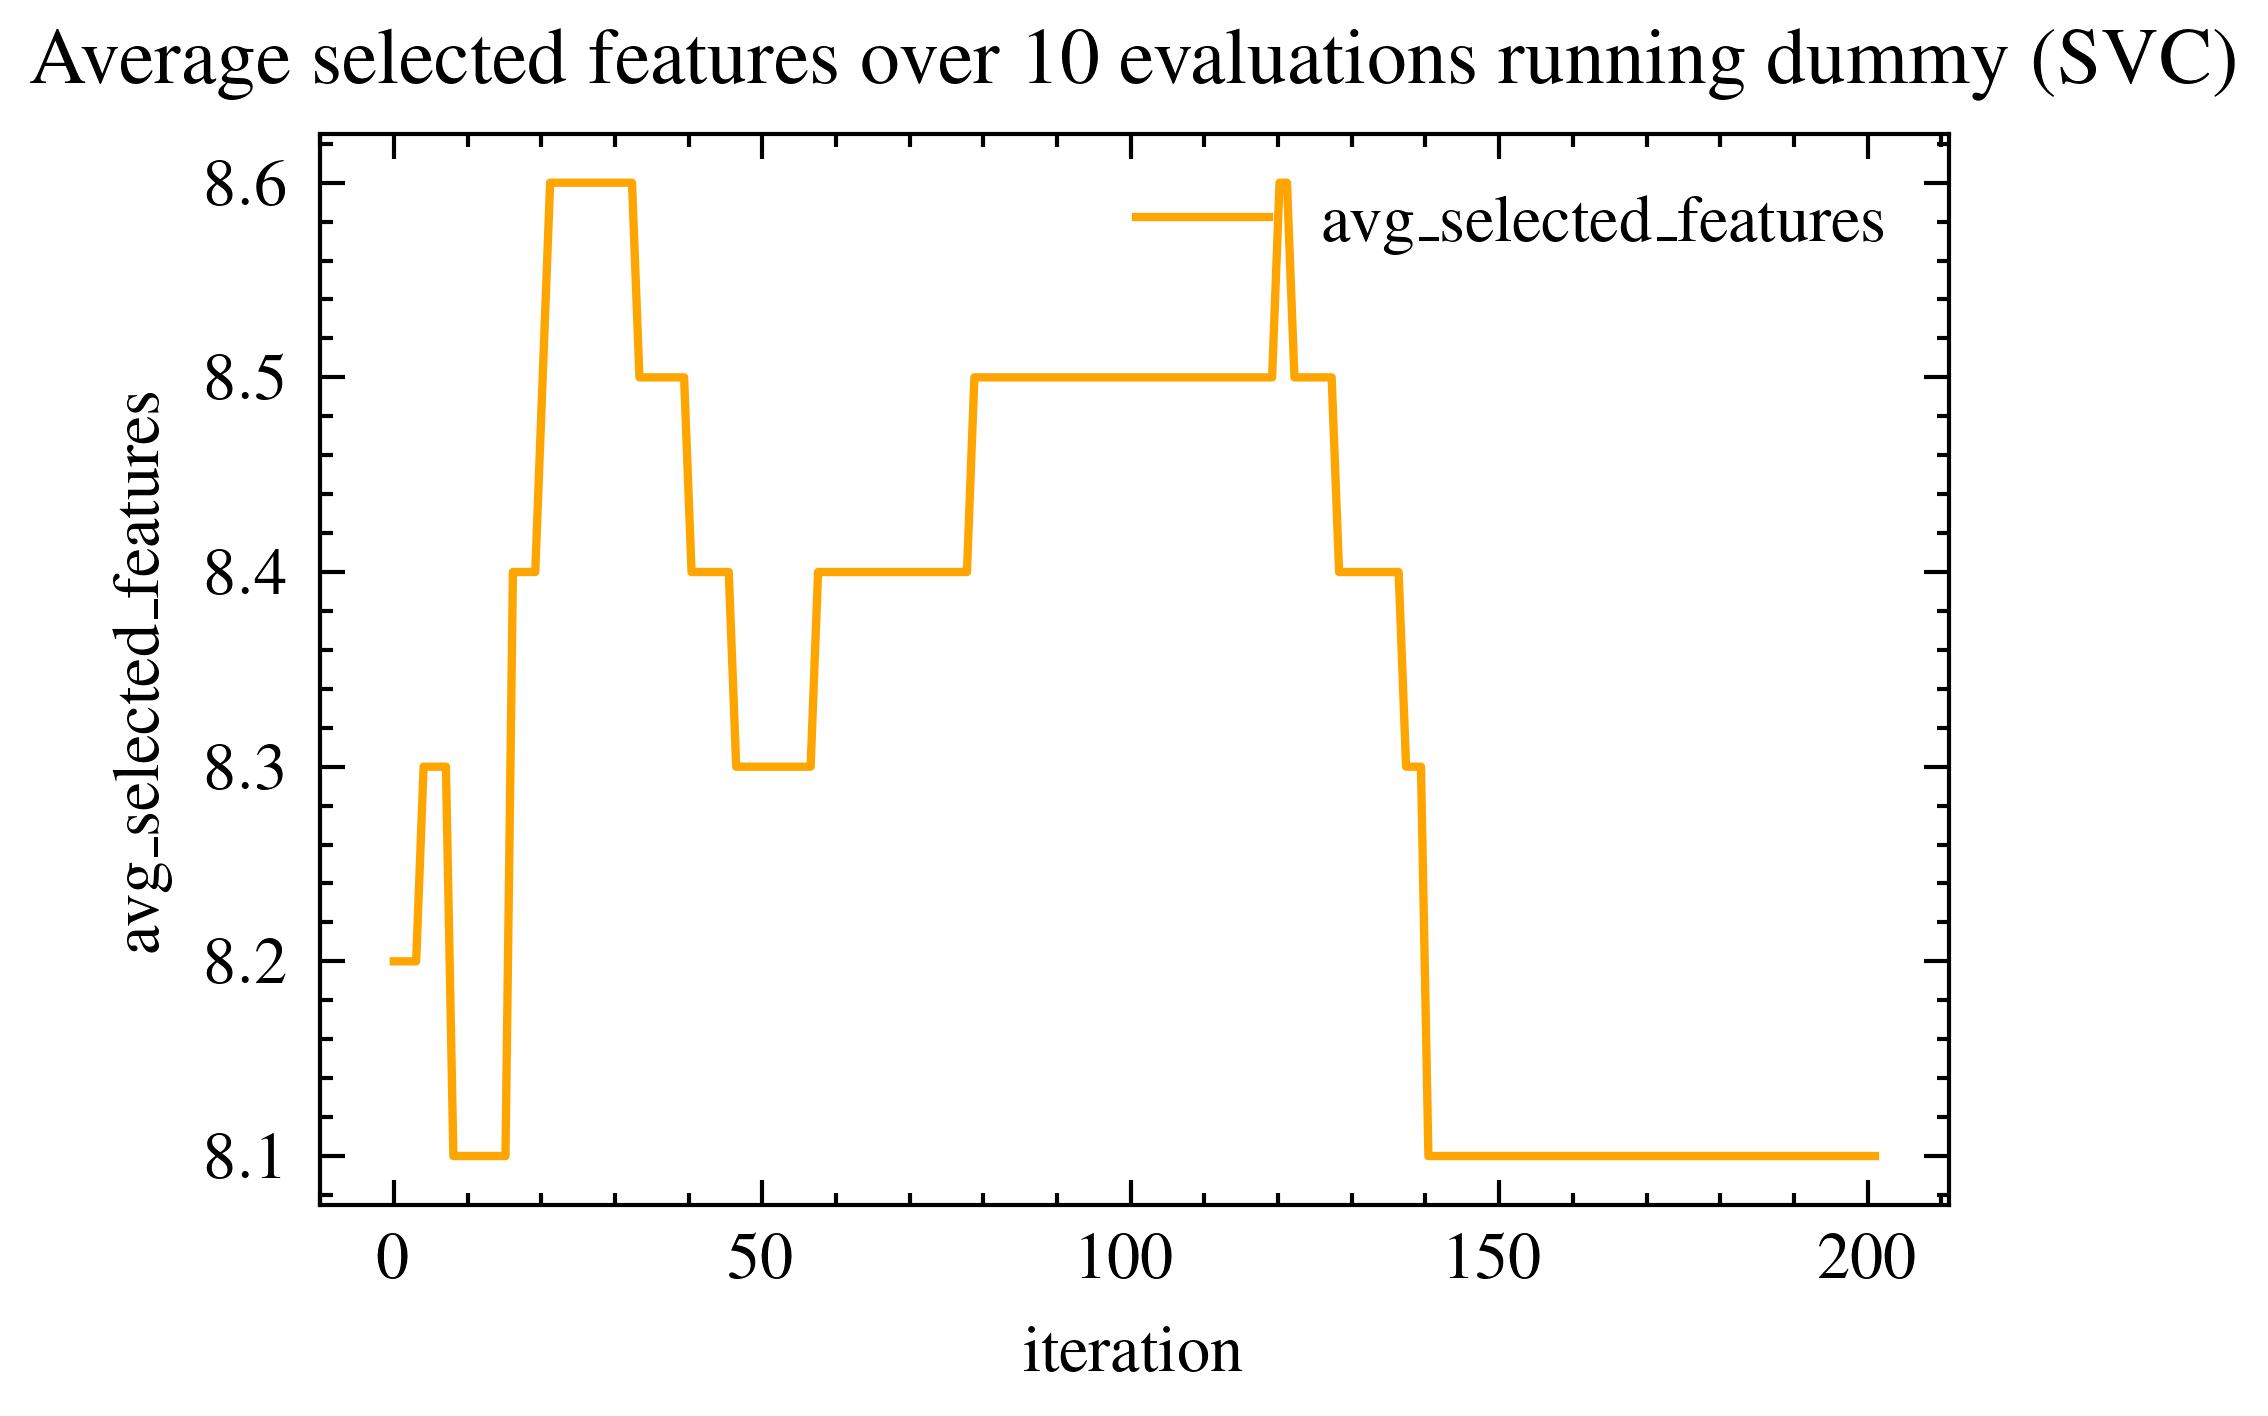 Average selected features over 10 evaluations running dummy (SVC)
8.6
avg_selected_features
8.5
8.4
8.3
8.2
8.1
avg_selected_features
0 50 100 150 200
iteration